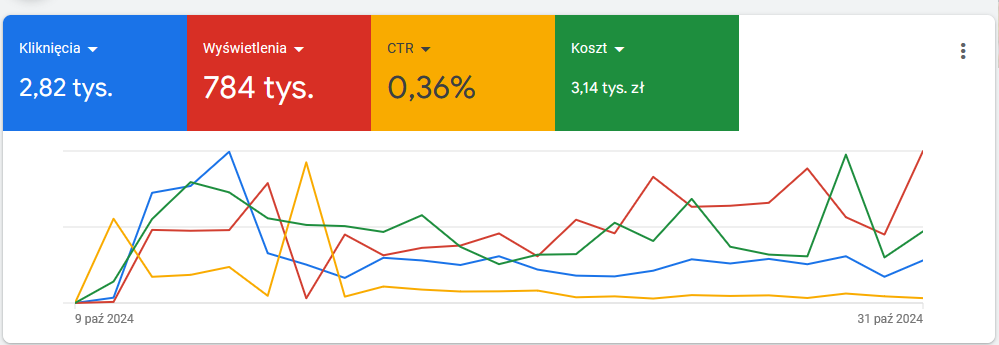 Kliknięcia Wyświetlenia CTR Koszt
2,82 tys. 784 tys. 0,36% 3,14 tys. zł
9 paź 2024 31 paź 2024